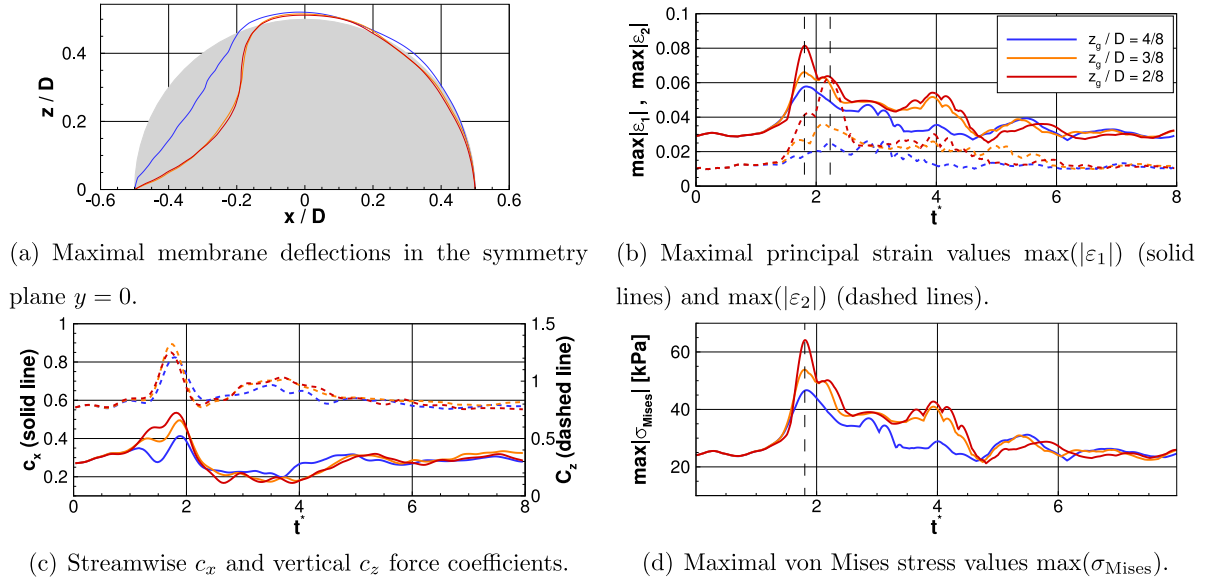 z / D
0.4
0.2
0
-0.6 -0.4 -0.2 0 0.2 0.4 0.6
x / D
(a) Maximal membrane deflections in the symmetry
plane y = 0.
max|ε₁| , max|ε₂|
0.1
0.08
0.06
0.04
0.02
0
0 2 4 6 8
t*
z_g / D = 4/8
z_g / D = 3/8
z_g / D = 2/8
(b) Maximal principal strain values max(|ε₁|) (solid
lines) and max(|ε₂|) (dashed lines).
c_x (solid line)
1
0.8
0.6
0.4
0.2
0 2 4 6 8
t*
1.5
1
0.5
0
C_z (dashed line)
(c) Streamwise c_x and vertical c_z force coefficients.
max|σ_Mises| [kPa]
60
40
20
2 4 6
t*
(d) Maximal von Mises stress values max(σ_Mises).